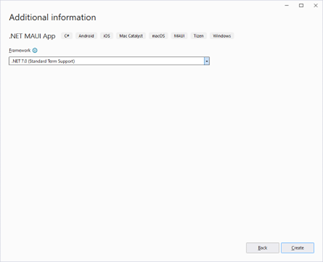 Additional information
.NET MAUI App C# Android iOS Mac Catalyst macOS MAUI Tizen Windows
Framework
.NET 7.0 (Standard Term Support)
Back Create